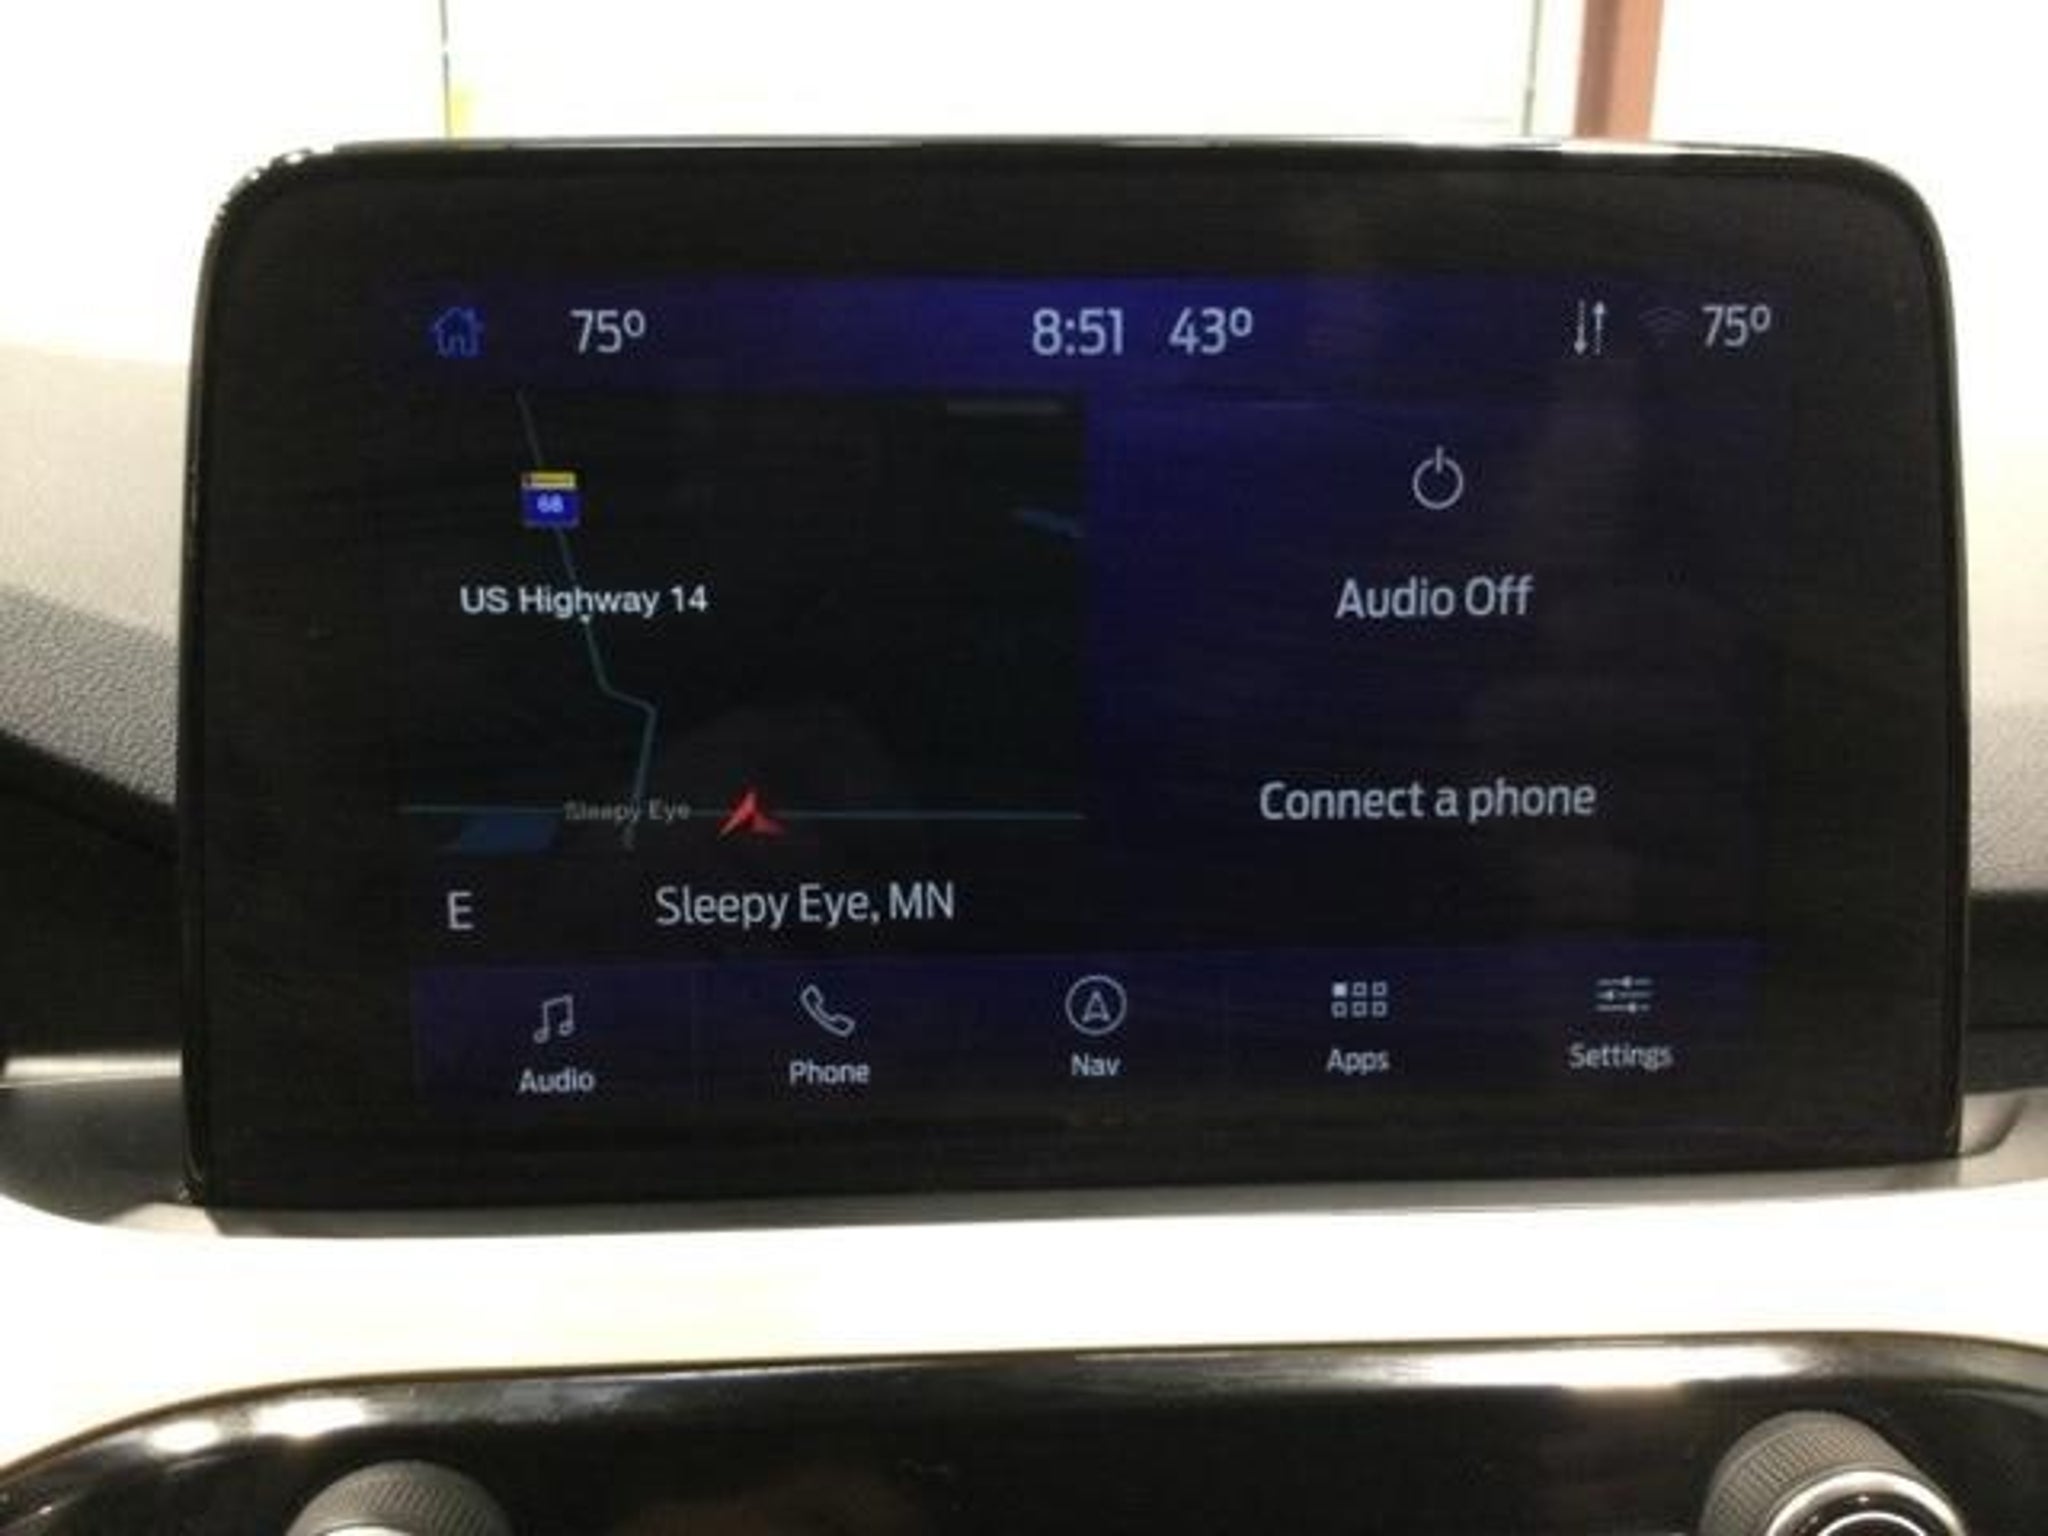 75° 8:51 43° 75°
68
US Highway 14
Audio Off
Sleepy Eye
Connect a phone
E Sleepy Eye, MN
Audio Phone Nav Apps Settings